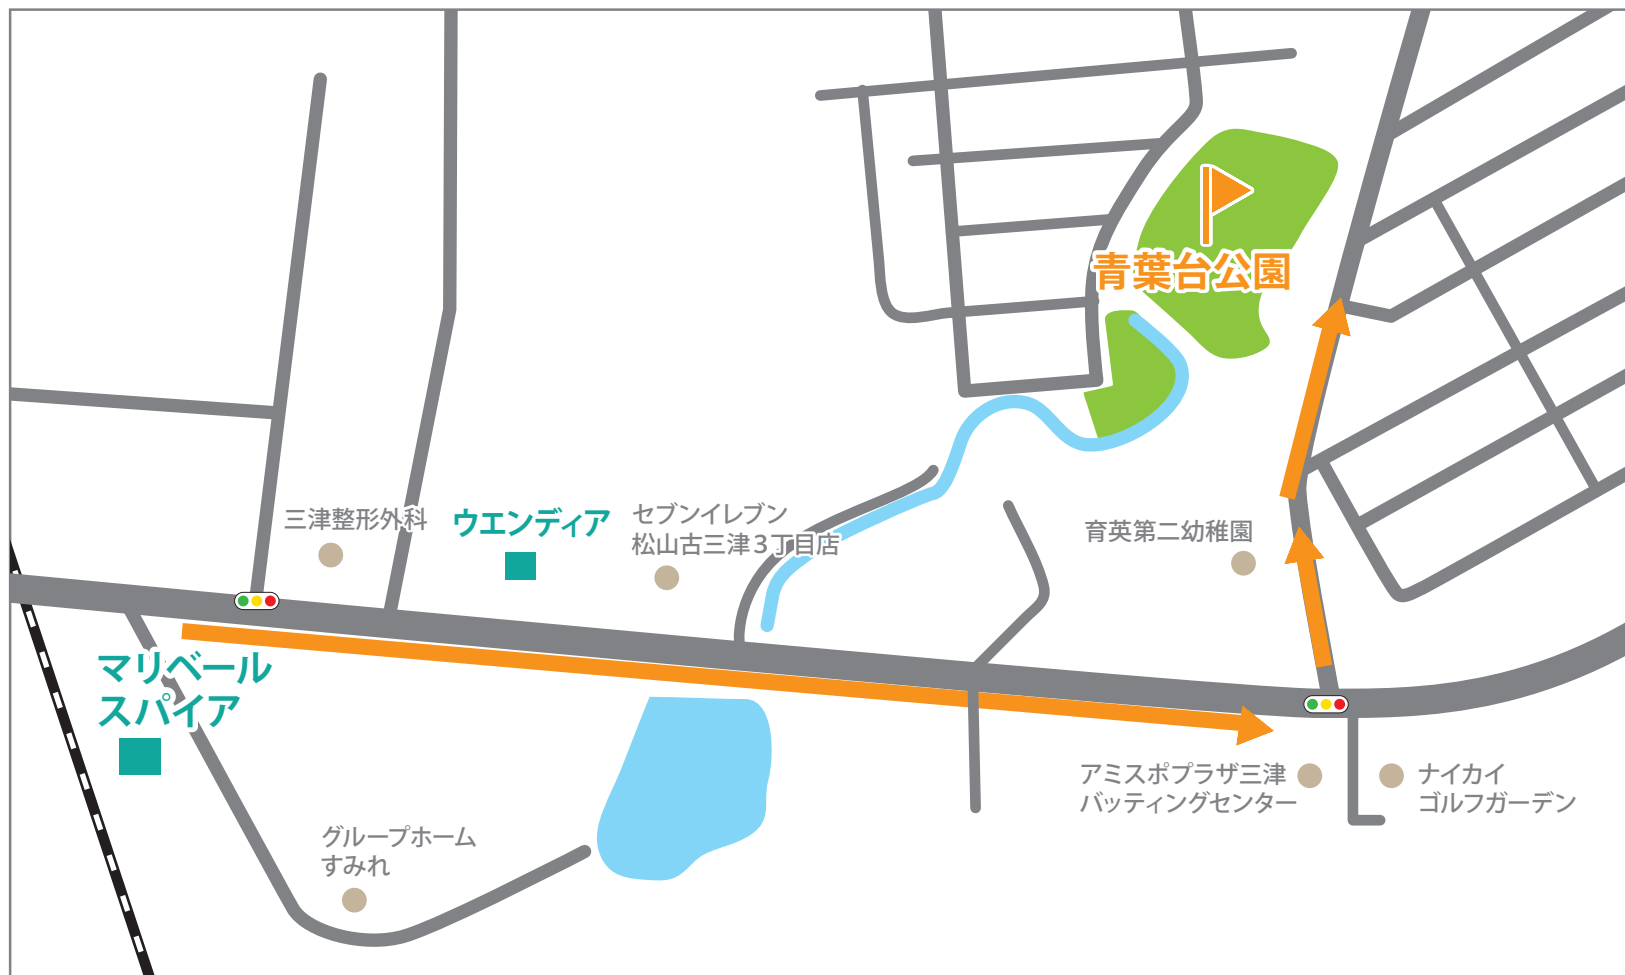 青葉台公園
三津整形外科
ウエンディア
セブンイレブン
松山古三津3丁目店
育英第二幼稚園
マリベール
スパイア
アミスポプラザ三津
バッティングセンター
ナイカイ
ゴルフガーデン
グループホーム
すみれ